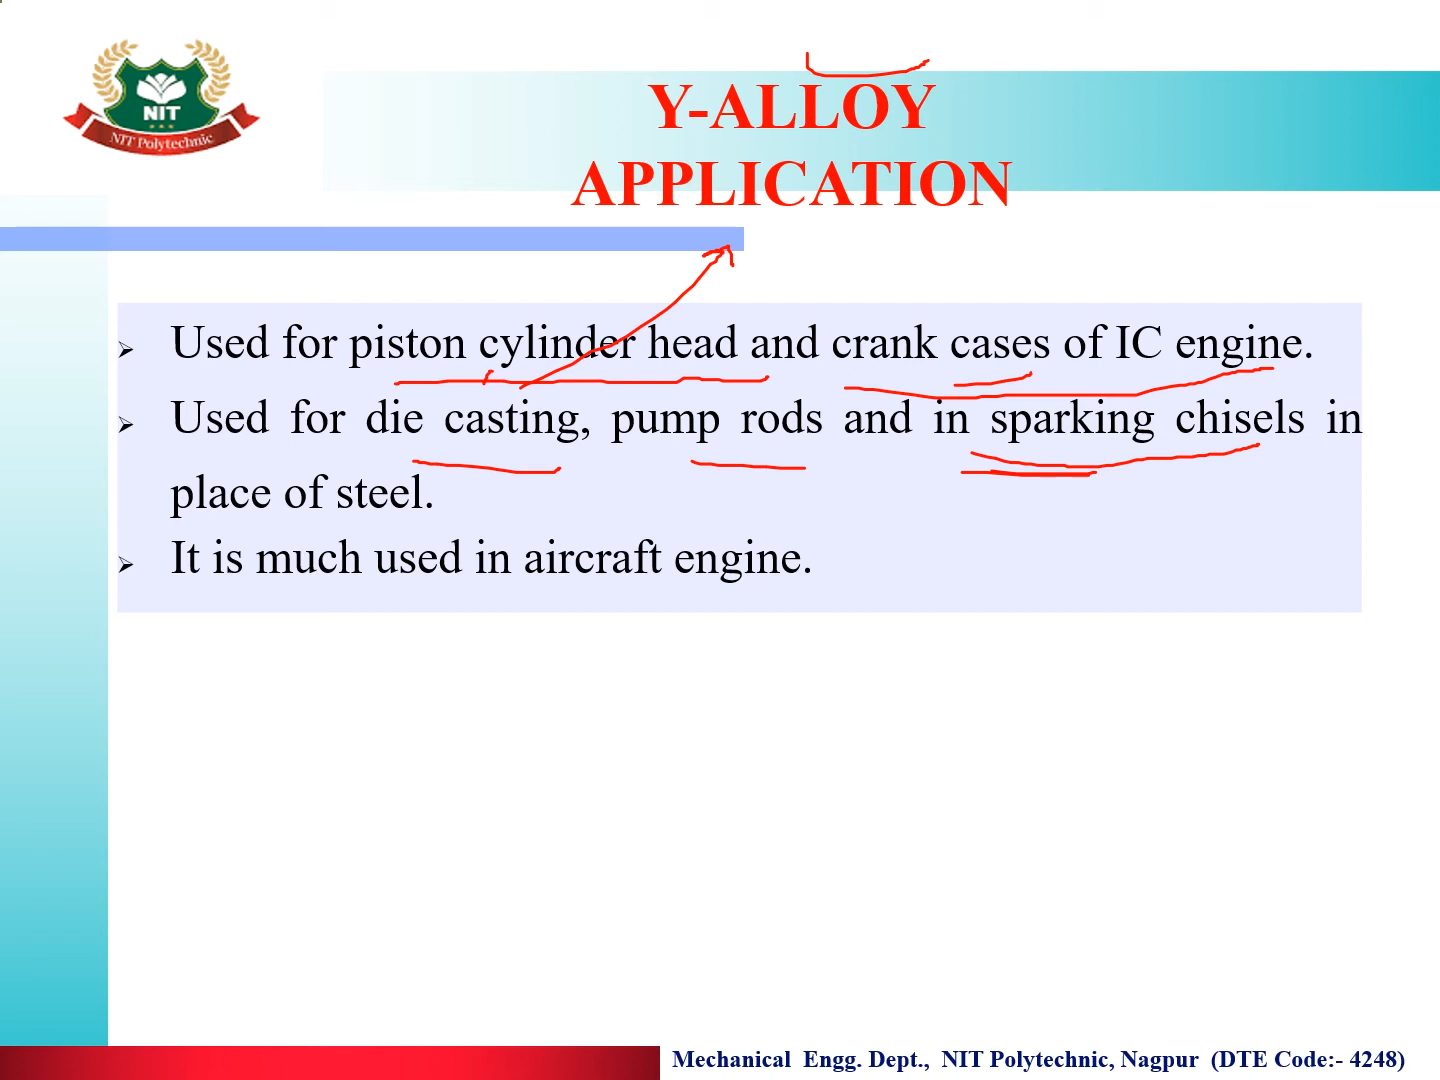 NIT
NIT Polytechnic
Y-ALLOY
APPLICATION
➢ Used for piston cylinder head and crank cases of IC engine.
➢ Used for die casting, pump rods and in sparking chisels in
place of steel.
➢ It is much used in aircraft engine.
Mechanical Engg. Dept., NIT Polytechnic, Nagpur (DTE Code:- 4248)